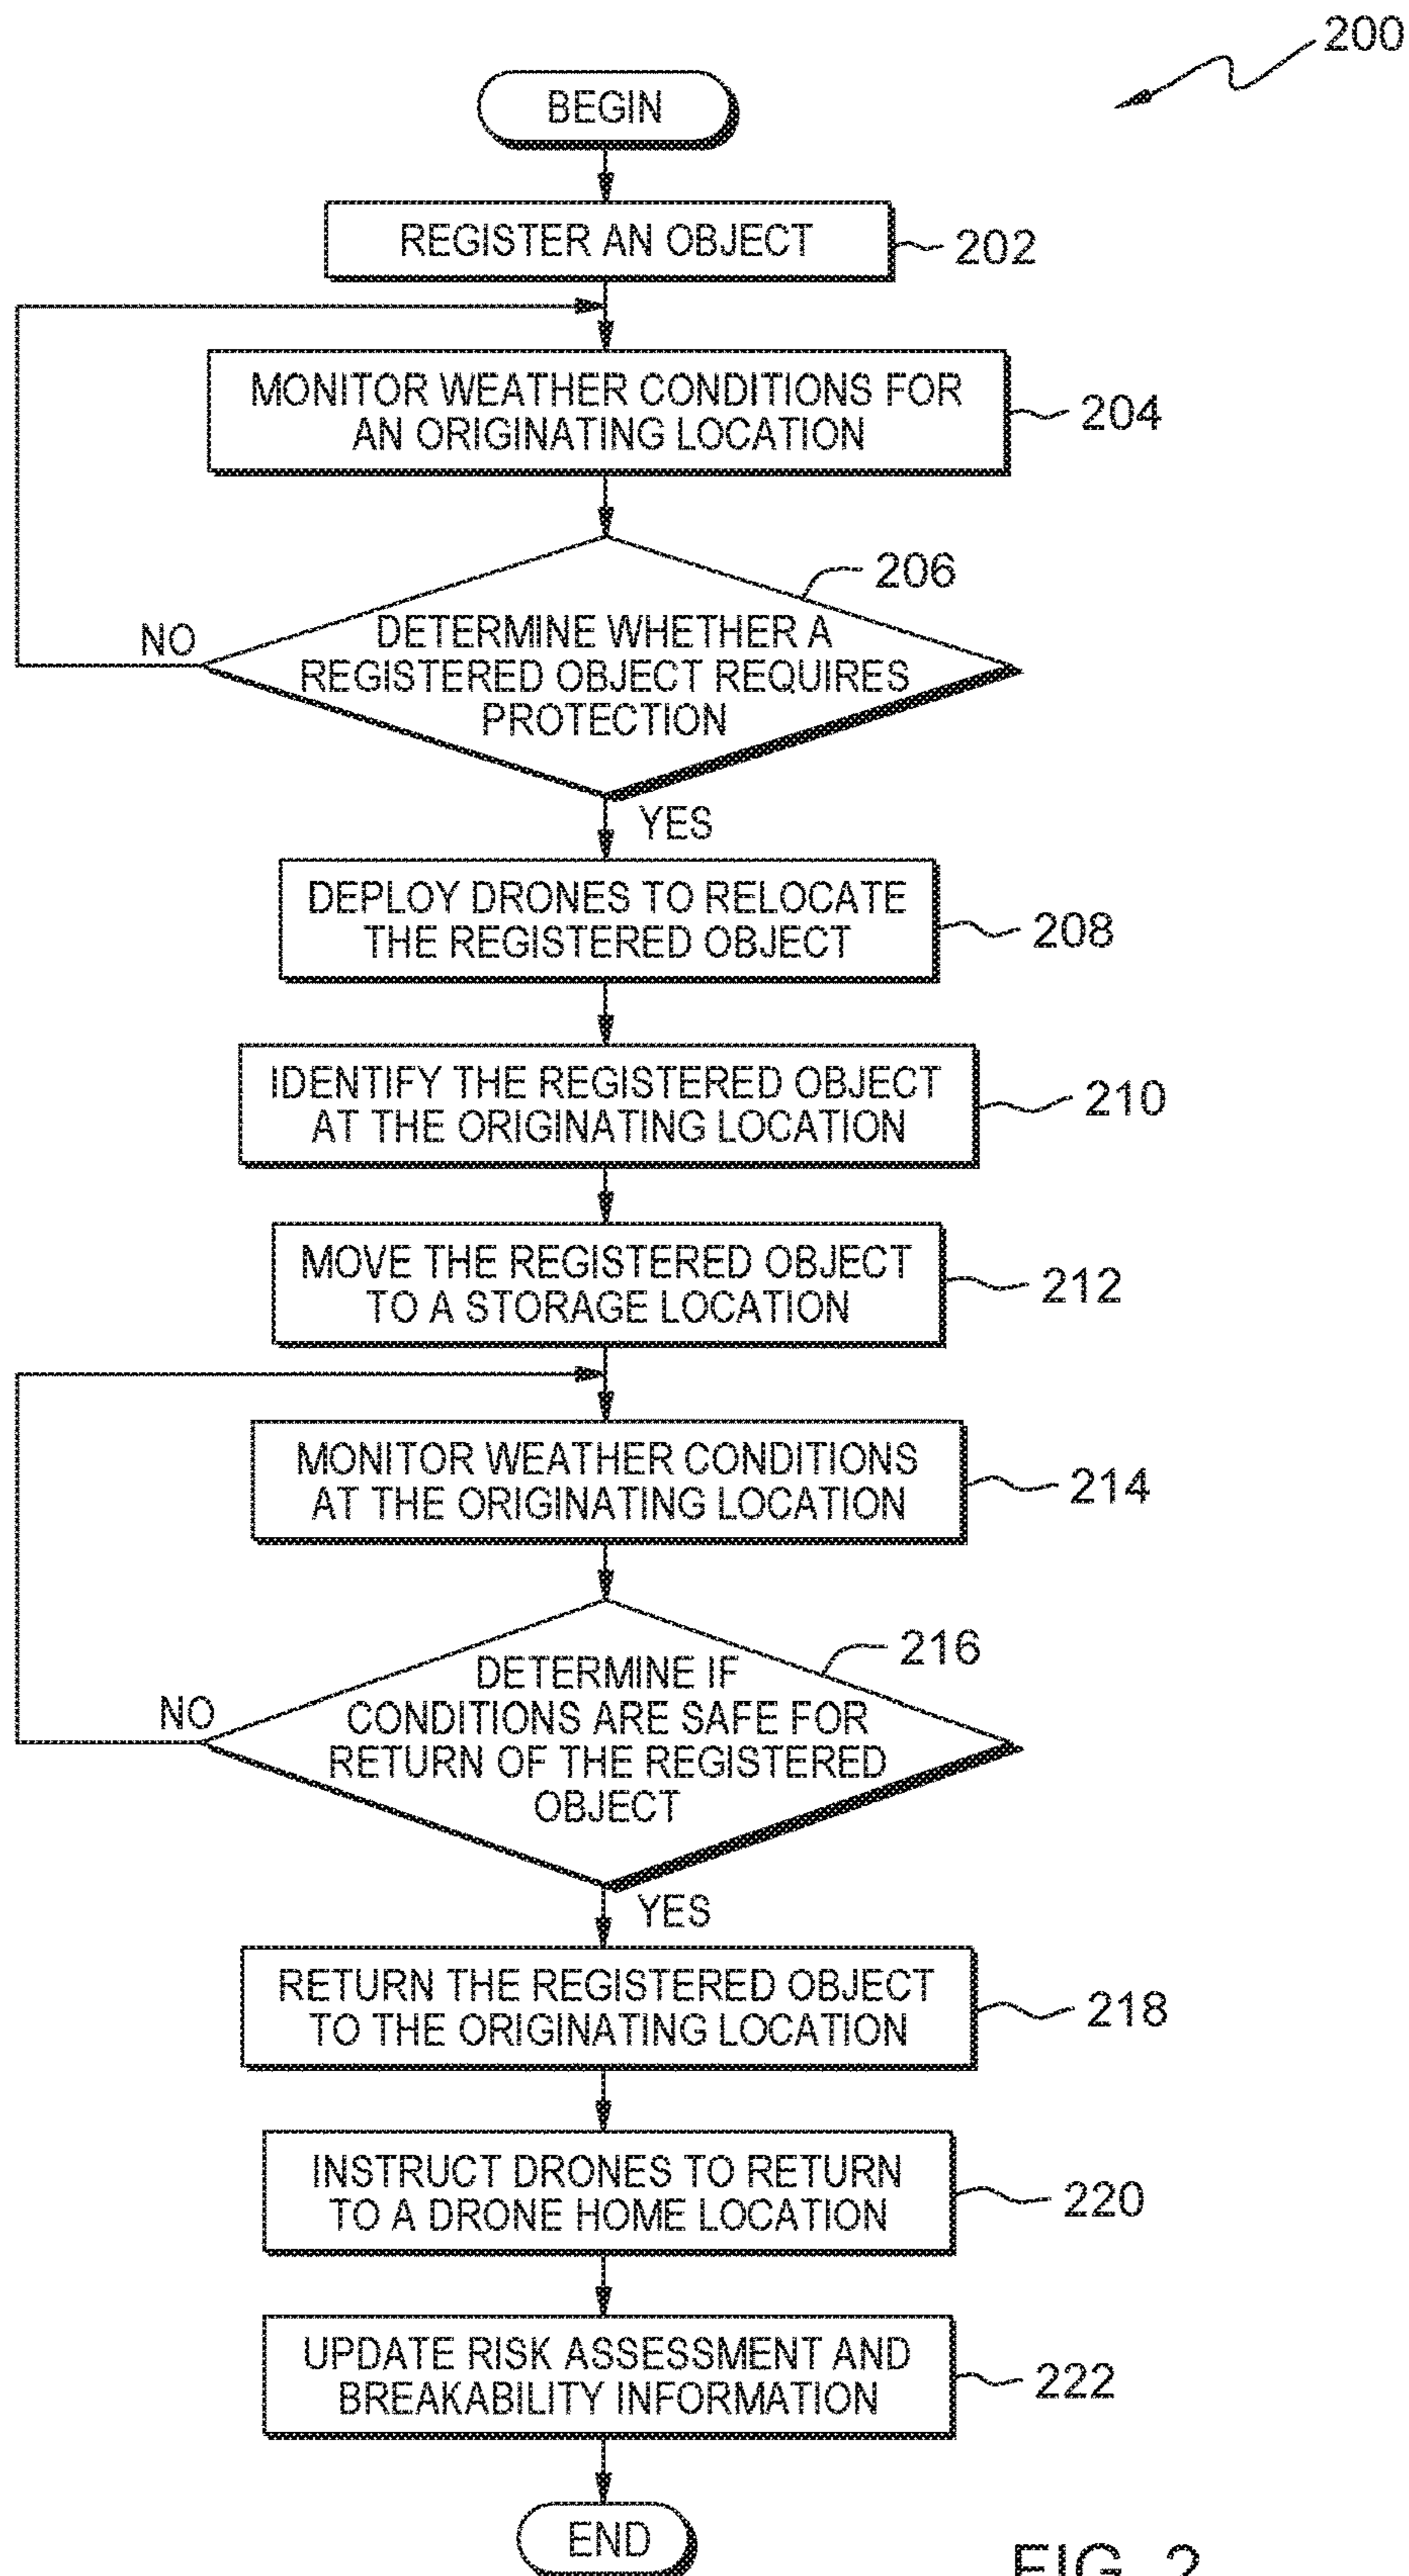 200
BEGIN
REGISTER AN OBJECT
202
MONITOR WEATHER CONDITIONS FOR
AN ORIGINATING LOCATION
204
206
DETERMINE WHETHER A
REGISTERED OBJECT REQUIRES
PROTECTION
NO
YES
DEPLOY DRONES TO RELOCATE
THE REGISTERED OBJECT
208
IDENTIFY THE REGISTERED OBJECT
AT THE ORIGINATING LOCATION
210
MOVE THE REGISTERED OBJECT
TO A STORAGE LOCATION
212
MONITOR WEATHER CONDITIONS
AT THE ORIGINATING LOCATION
214
216
DETERMINE IF
CONDITIONS ARE SAFE FOR
RETURN OF THE REGISTERED
OBJECT
NO
YES
RETURN THE REGISTERED OBJECT
TO THE ORIGINATING LOCATION
218
INSTRUCT DRONES TO RETURN
TO A DRONE HOME LOCATION
220
UPDATE RISK ASSESSMENT AND
BREAKABILITY INFORMATION
222
END
FIG. 2